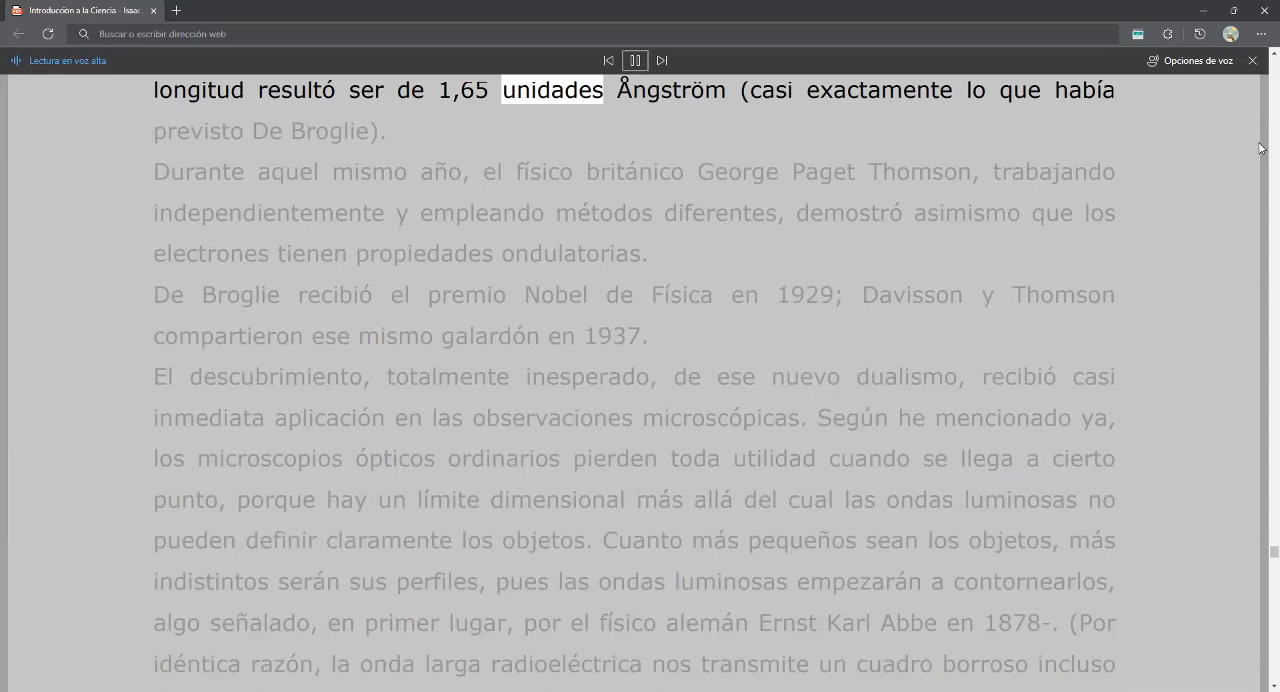 Introduccion a la Ciencia - Isaac
Buscar o escribir dirección web
Lectura en voz alta
Opciones de voz
longitud resultó ser de 1,65 unidades Ångström (casi exactamente lo que había
previsto De Broglie).
Durante aquel mismo año, el físico británico George Paget Thomson, trabajando
independientemente y empleando métodos diferentes, demostró asimismo que los
electrones tienen propiedades ondulatorias.
De Broglie recibió el premio Nobel de Física en 1929; Davisson y Thomson
compartieron ese mismo galardón en 1937.
El descubrimiento, totalmente inesperado, de ese nuevo dualismo, recibió casi
inmediata aplicación en las observaciones microscópicas. Según he mencionado ya,
los microscopios ópticos ordinarios pierden toda utilidad cuando se llega a cierto
punto, porque hay un límite dimensional más allá del cual las ondas luminosas no
pueden definir claramente los objetos. Cuanto más pequeños sean los objetos, más
indistintos serán sus perfiles, pues las ondas luminosas empezarán a contornearlos,
algo señalado, en primer lugar, por el físico alemán Ernst Karl Abbe en 1878-. (Por
idéntica razón, la onda larga radioeléctrica nos transmite un cuadro borroso incluso